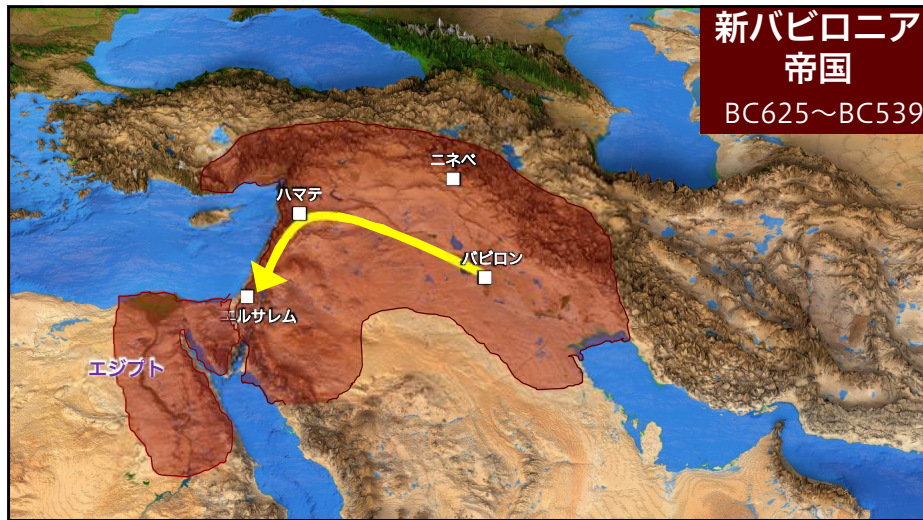 新バビロニア
帝国
BC625～BC539
ニネベ
ハマテ
バビロン
エルサレム
エジプト